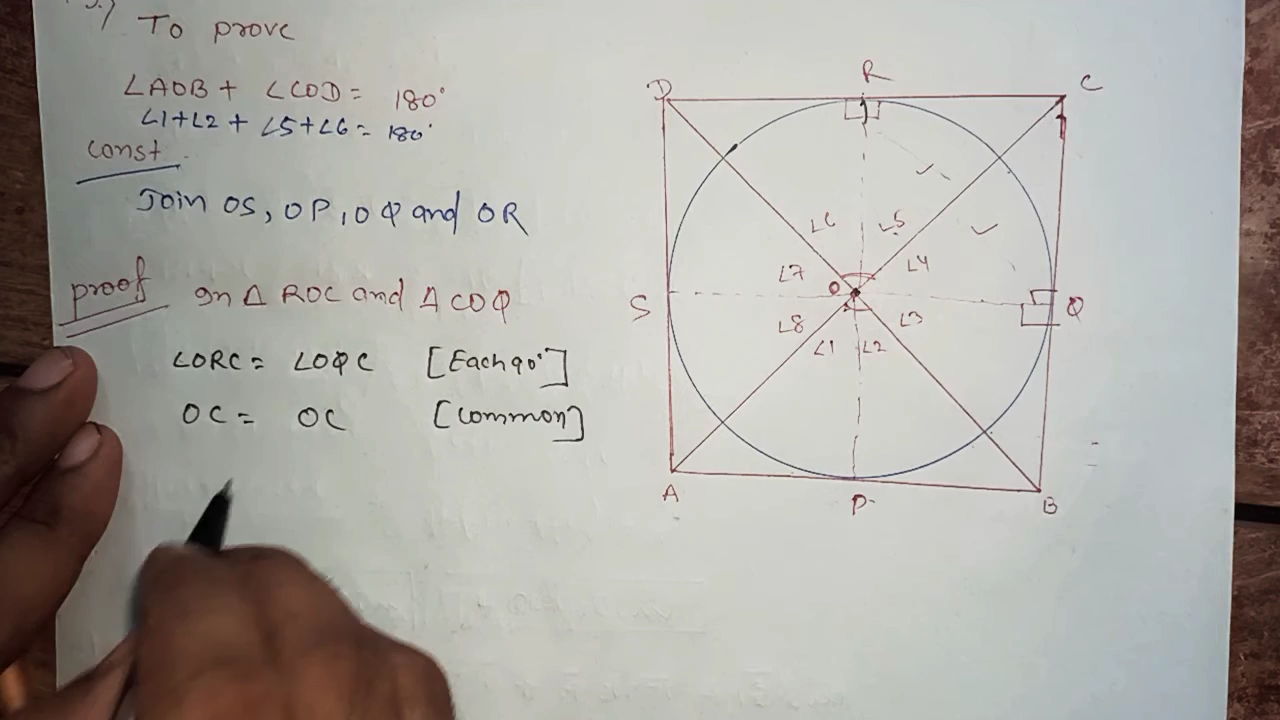 To prove
∠AOB + ∠COD = 180°
∠1+∠2 + ∠5+∠6 = 180°
Const.
Join OS, OP, OQ and OR
proof
In Δ ROC and Δ COQ
∠ORC = ∠OQC [Each 90°]
OC = OC [Common]
D
R
C
∠6
∠5
∠7
∠4
S
O
Q
∠8
∠3
∠1
∠2
A
P
B